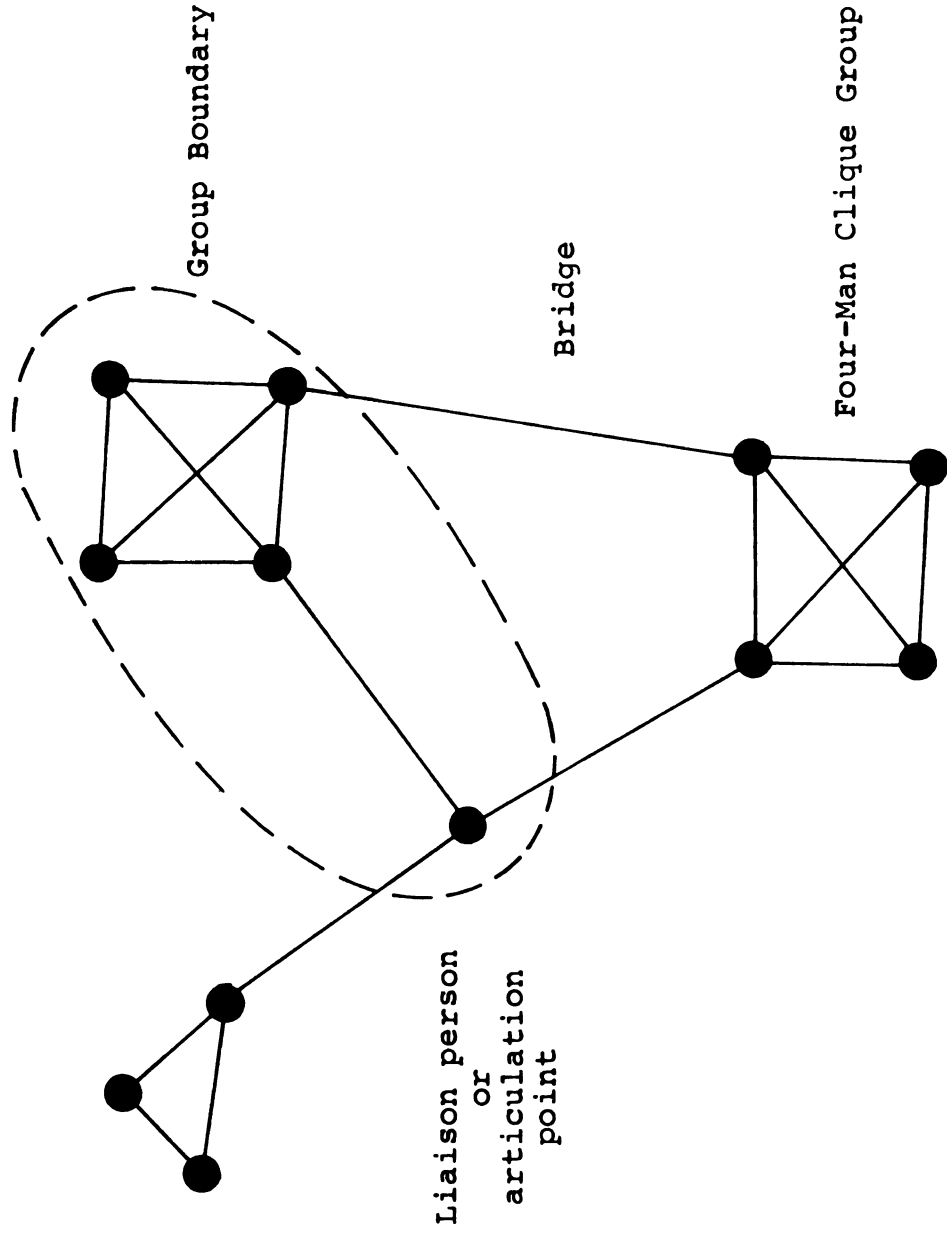 Group Boundary
Bridge
Four-Man Clique Group
Liaison person
or
articulation
point